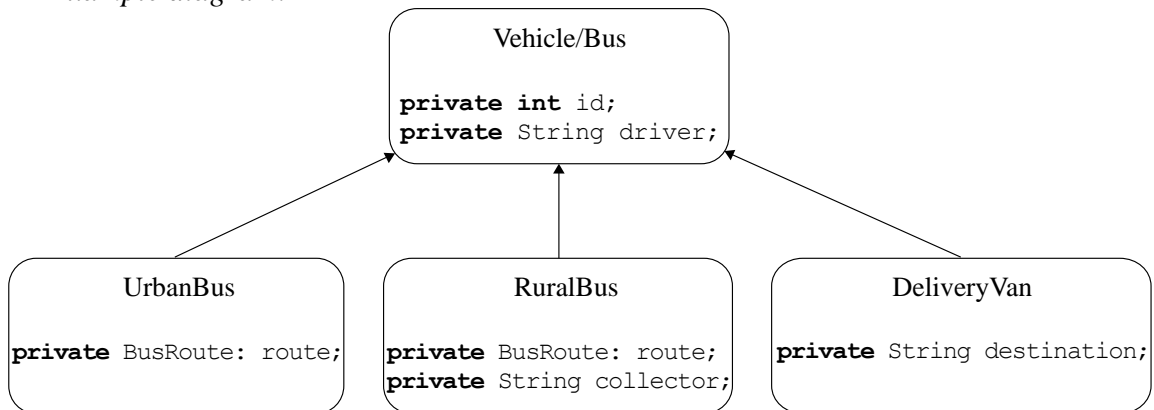 Vehicle/Bus
private int id;
private String driver;
UrbanBus
private BusRoute: route;
RuralBus
private BusRoute: route;
private String collector;
DeliveryVan
private String destination;